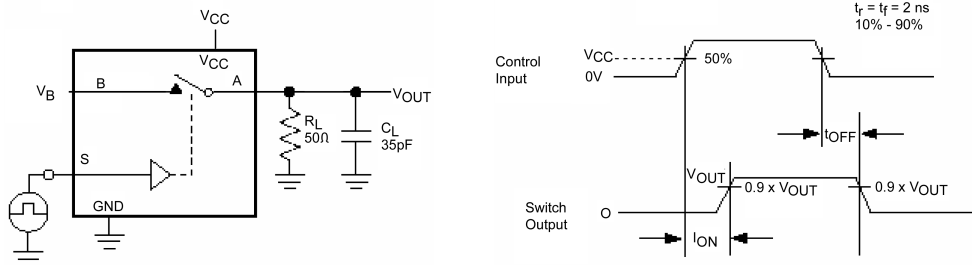 VCC
VCC
VB
B
A
VOUT
RL
50Ω
CL
35pF
S
GND
tr = tf = 2 ns
10% - 90%
Control
Input
VCC
50%
0V
tOFF
VOUT
0.9 x VOUT
0.9 x VOUT
Switch
Output
O
ION